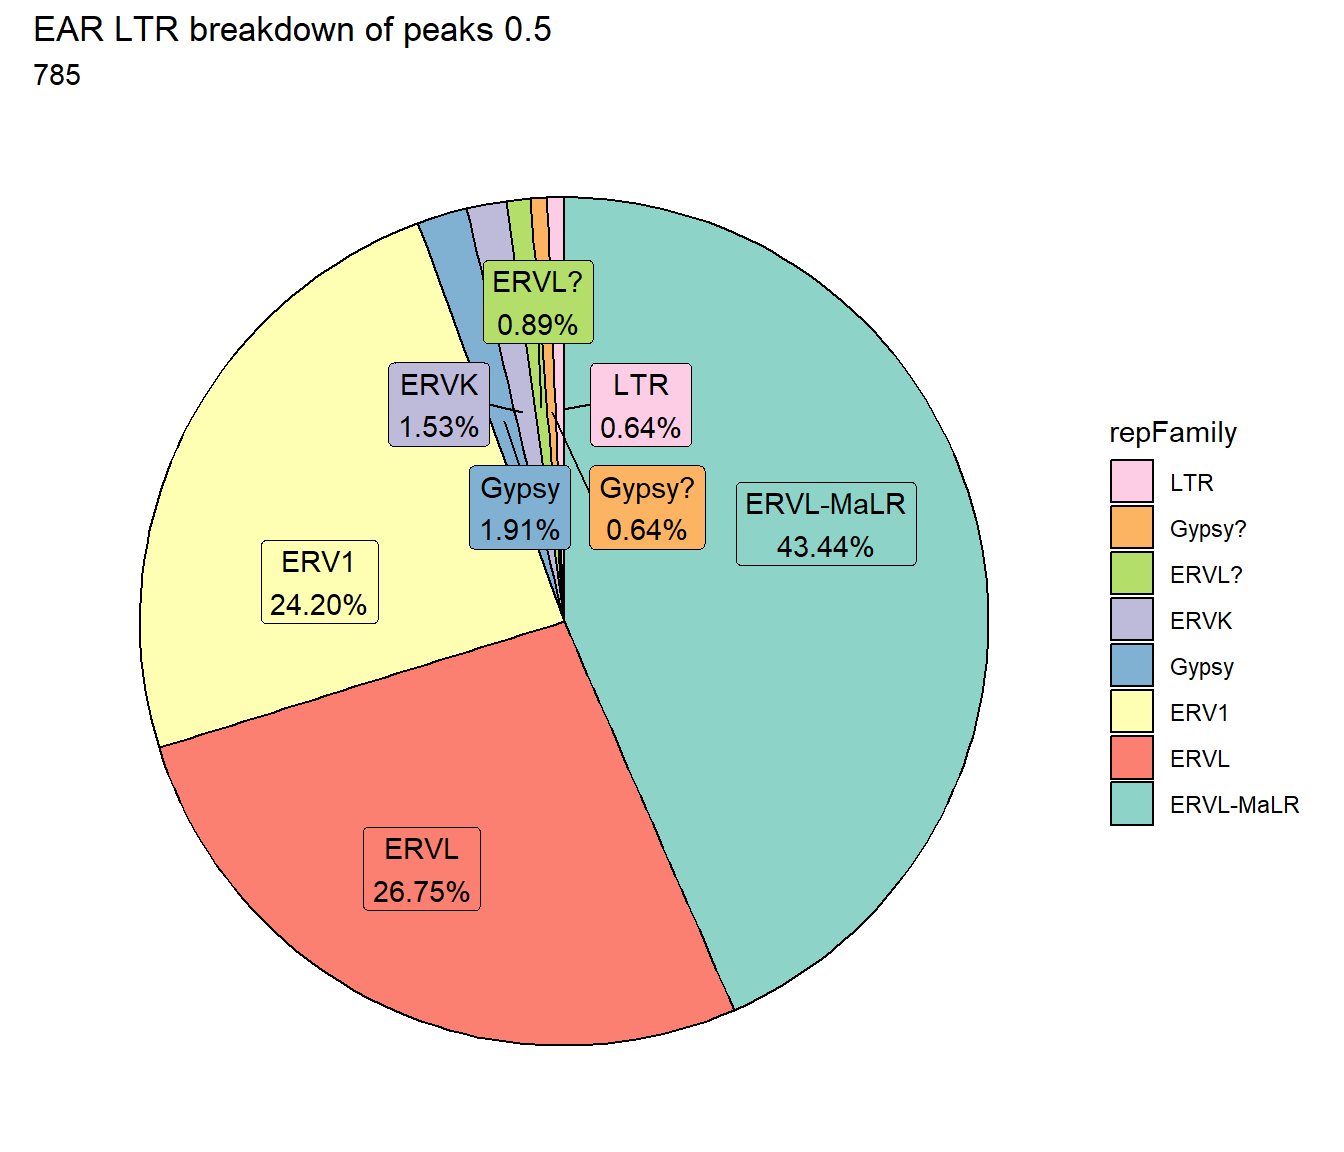 EAR LTR breakdown of peaks 0.5
785
ERVL?
0.89%
ERVK
1.53%
LTR
0.64%
Gypsy
1.91%
Gypsy?
0.64%
ERVL-MaLR
43.44%
ERV1
24.20%
ERVL
26.75%
repFamily
LTR
Gypsy?
ERVL?
ERVK
Gypsy
ERV1
ERVL
ERVL-MaLR